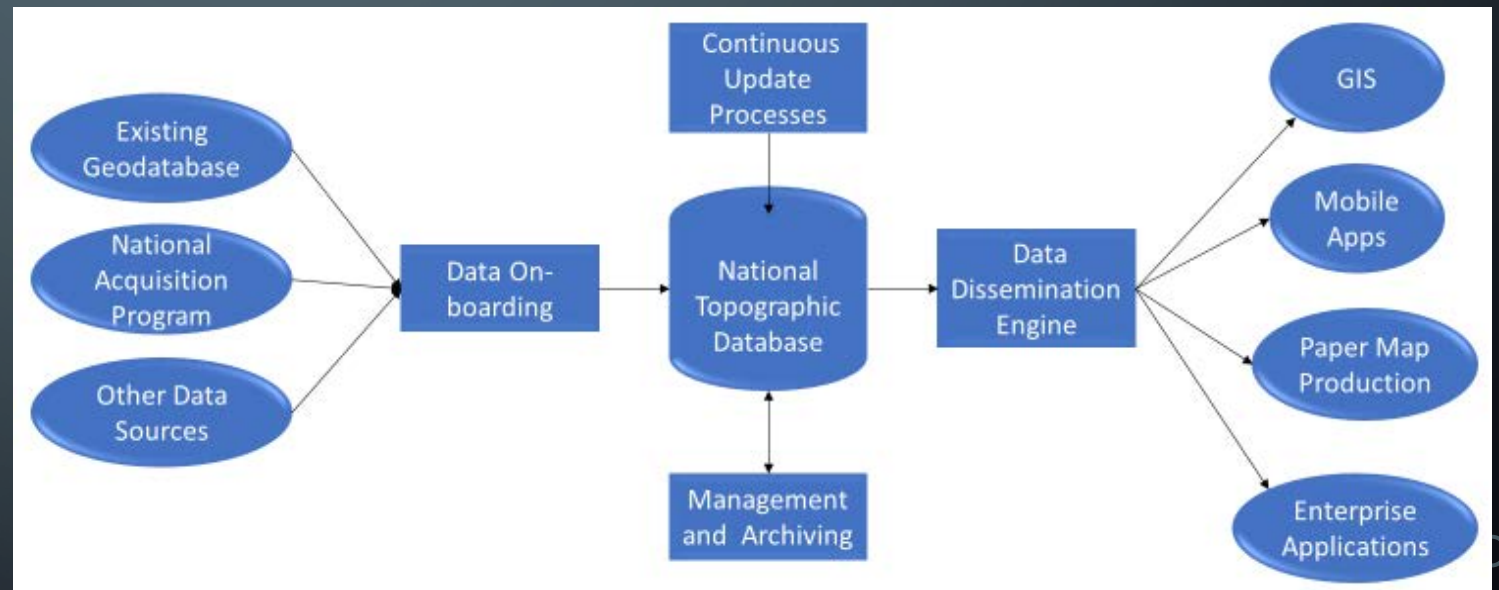 Existing
Geodatabase
National
Acquisition
Program
Other Data
Sources
Data On-
boarding
Continuous
Update
Processes
National
Topographic
Database
Management
and Archiving
Data
Dissemination
Engine
GIS
Mobile
Apps
Paper Map
Production
Enterprise
Applications